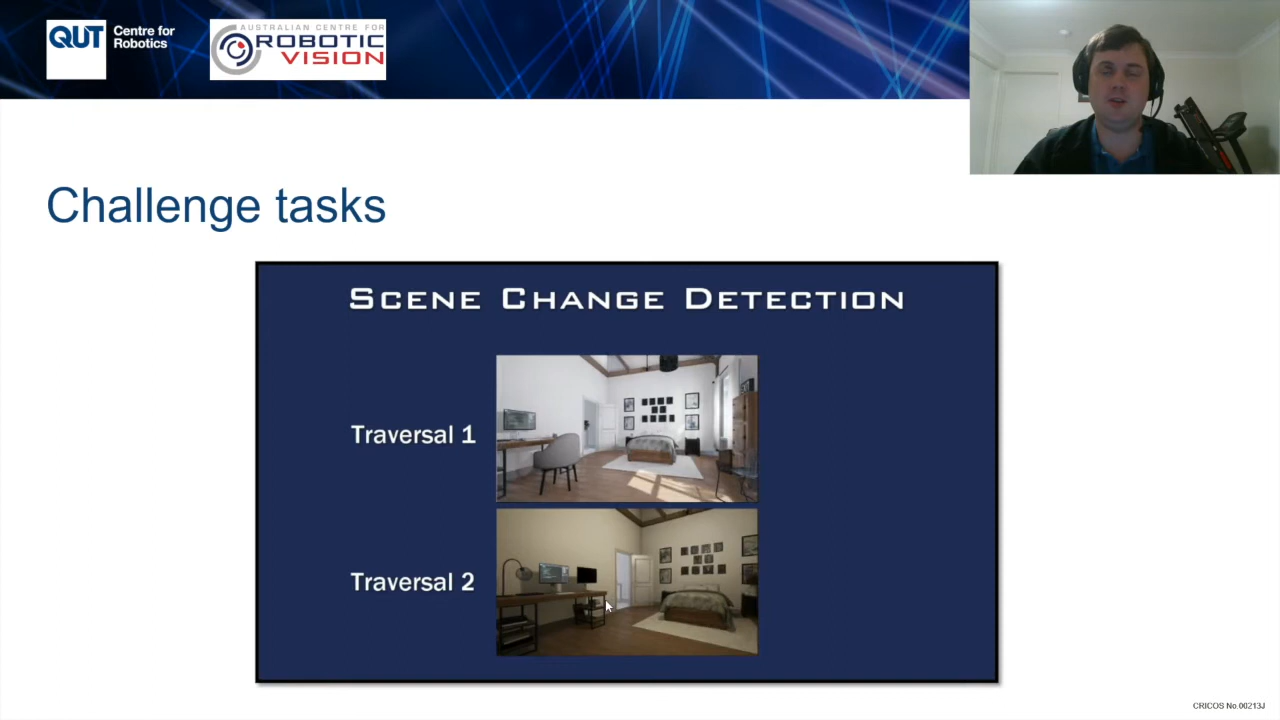 QUT
Centre for
Robotics
AUSTRALIAN CENTRE FOR
ROBOTIC
VISION
Challenge tasks
SCENE CHANGE DETECTION
Traversal 1
Traversal 2
CRICOS No.00213J